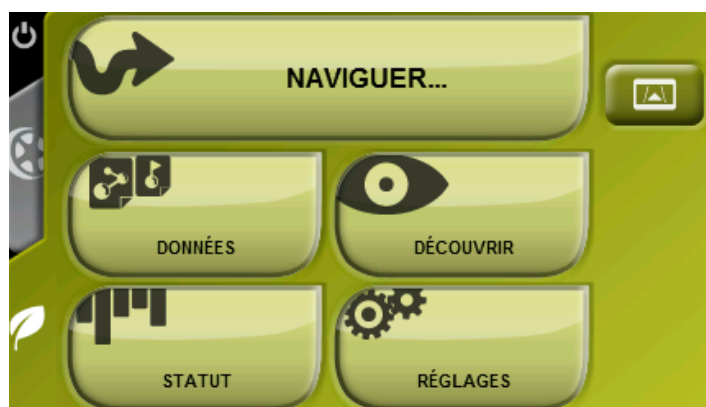 NAVIGUER...
DONNÉES
DÉCOUVRIR
STATUT
RÉGLAGES